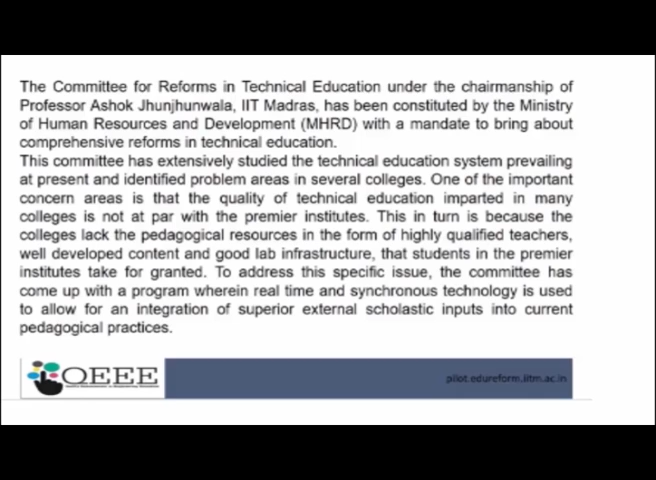 The Committee for Reforms in Technical Education under the chairmanship of
Professor Ashok Jhunjhunwala, IIT Madras, has been constituted by the Ministry
of Human Resources and Development (MHRD) with a mandate to bring about
comprehensive reforms in technical education.
This committee has extensively studied the technical education system prevailing
at present and identified problem areas in several colleges. One of the important
concern areas is that the quality of technical education imparted in many
colleges is not at par with the premier institutes. This in turn is because the
colleges lack the pedagogical resources in the form of highly qualified teachers,
well developed content and good lab infrastructure, that students in the premier
institutes take for granted. To address this specific issue, the committee has
come up with a program wherein real time and synchronous technology is used
to allow for an integration of superior external scholastic inputs into current
pedagogical practices.
QEEE
pilot.edureform.iitm.ac.in